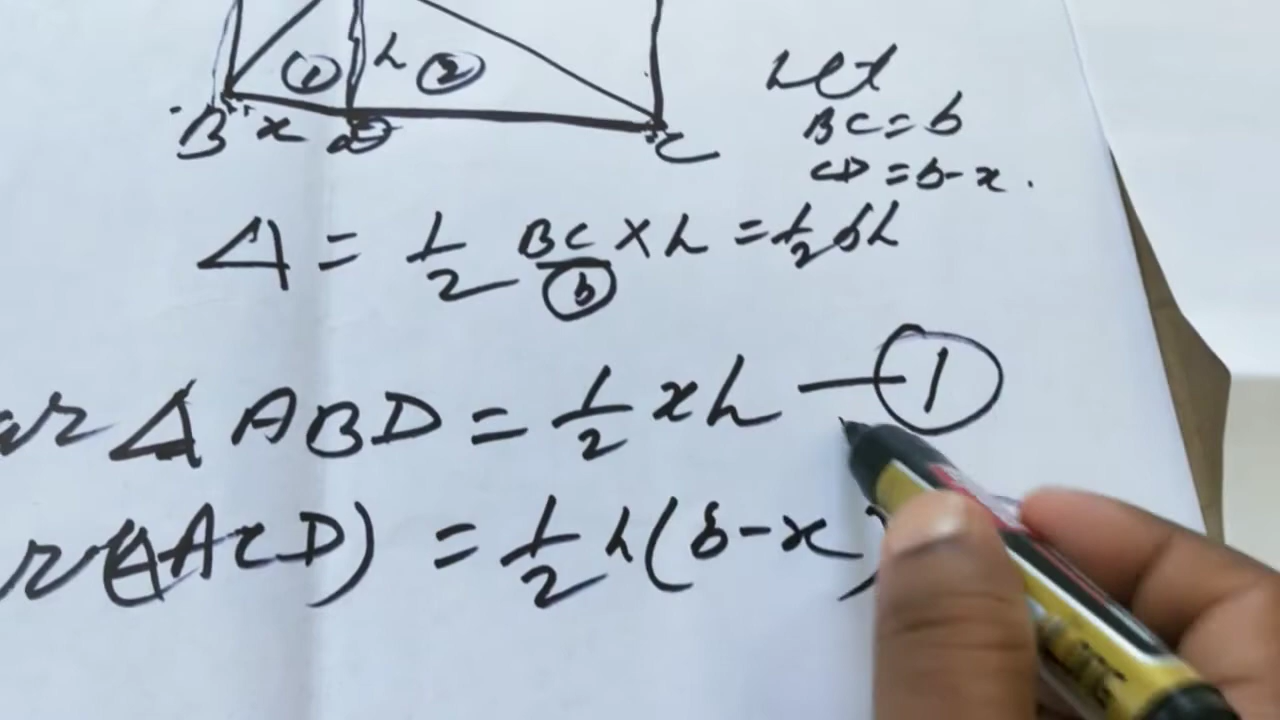 ① h ②
B x D C
Let
BC = b
CD = b - x.
Δ = 1/2 BC × h = 1/2 bh
b
ar Δ ABD = 1/2 xh — ①
r(ΔACD) = 1/2 h(b - x)